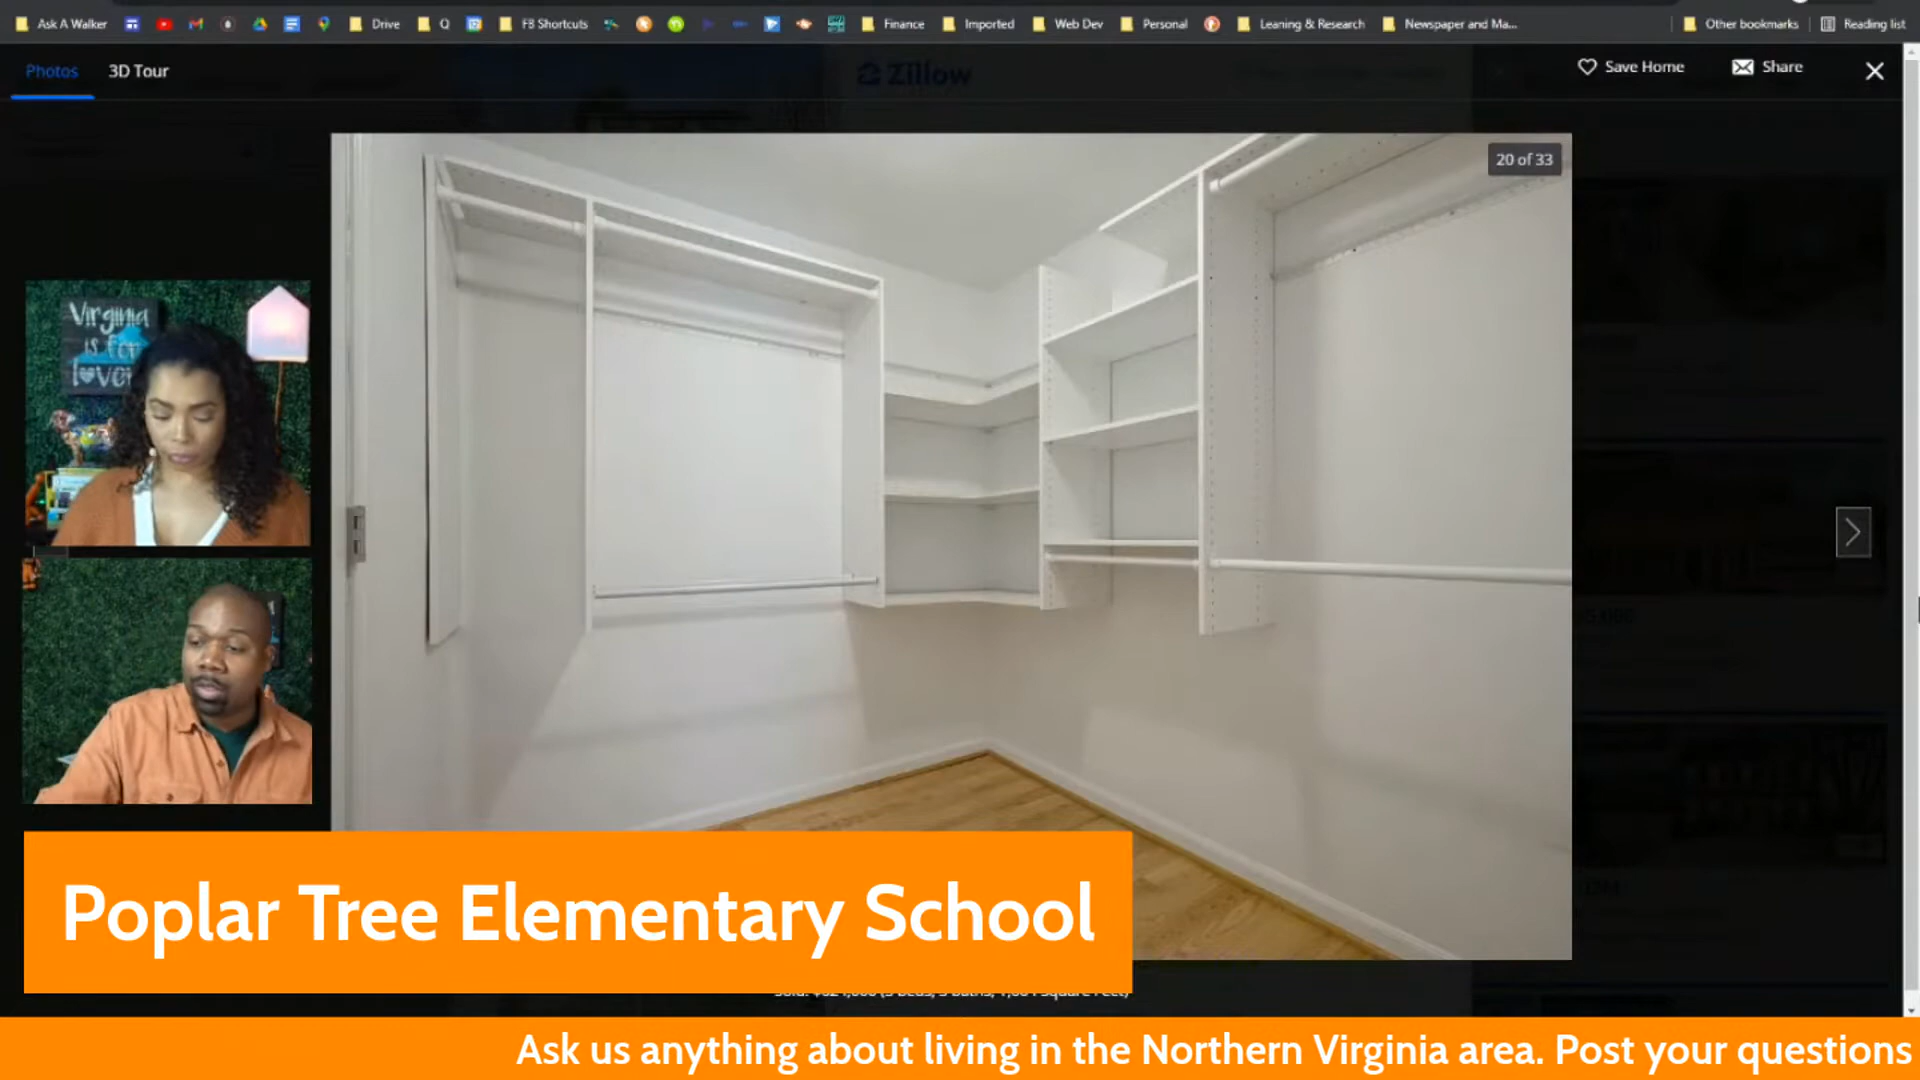 Ask A Walker
Drive
Q
FB Shortcuts
Finance
Imported
Web Dev
Personal
Leaning & Research
Newspaper and Ma...
Other bookmarks
Reading list
Photos
3D Tour
Zillow
Save Home
Share
20 of 33
Virginia
is for
lover
Poplar Tree Elementary School
Ask us anything about living in the Northern Virginia area. Post your questions